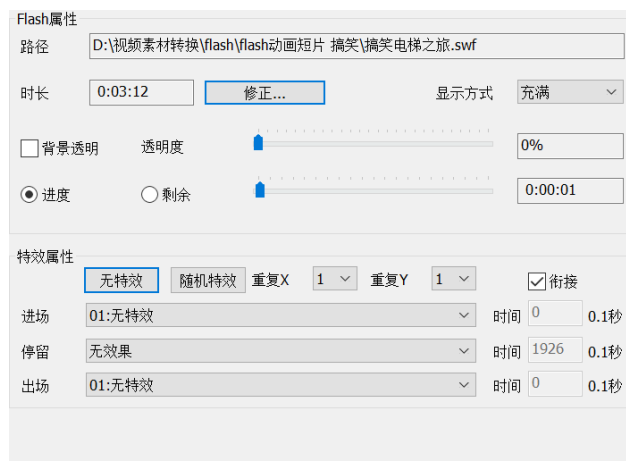 Flash属性
路径 D:\视频素材转换\flash\flash动画短片 搞笑\搞笑电梯之旅.swf
时长 0:03:12 修正... 显示方式 充满
背景透明 透明度 0%
进度 剩余 0:00:01
特效属性
无特效 随机特效 重复X 1 重复Y 1 衔接
进场 01:无特效 时间 0 0.1秒
停留 无效果 时间 1926 0.1秒
出场 01:无特效 时间 0 0.1秒